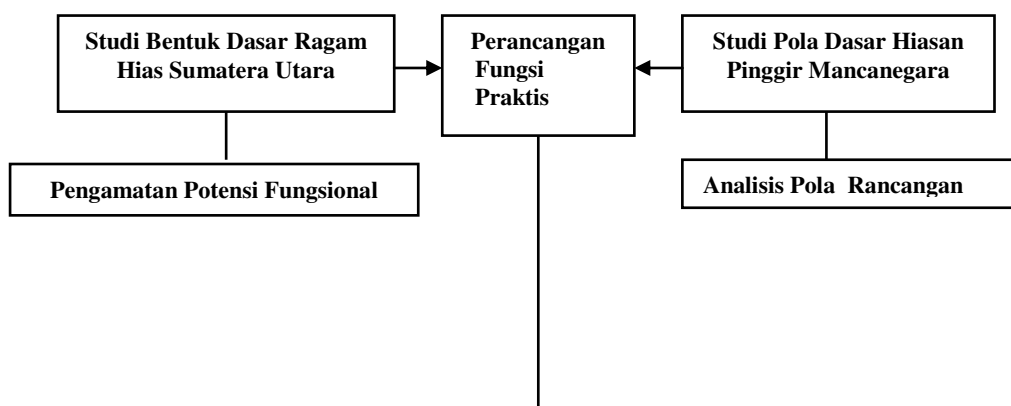 Studi Bentuk Dasar Ragam
Hias Sumatera Utara
Perancangan
Fungsi
Praktis
Studi Pola Dasar Hiasan
Pinggir Mancanegara
Pengamatan Potensi Fungsional
Analisis Pola Rancangan